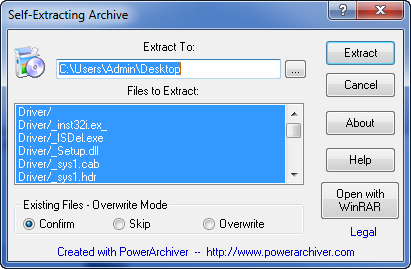 Self-Extracting Archive
Extract To:
C:\Users\Admin\Desktop
...
Extract
Cancel
Files to Extract:
Driver/
Driver/_inst32i.ex_
Driver/_ISDel.exe
Driver/_Setup.dll
Driver/_sys1.cab
Driver/_sys1.hdr
About
Help
Open with
WinRAR
Existing Files - Overwrite Mode
Confirm Skip Overwrite
Legal
Created with PowerArchiver -- http://www.powerarchiver.com